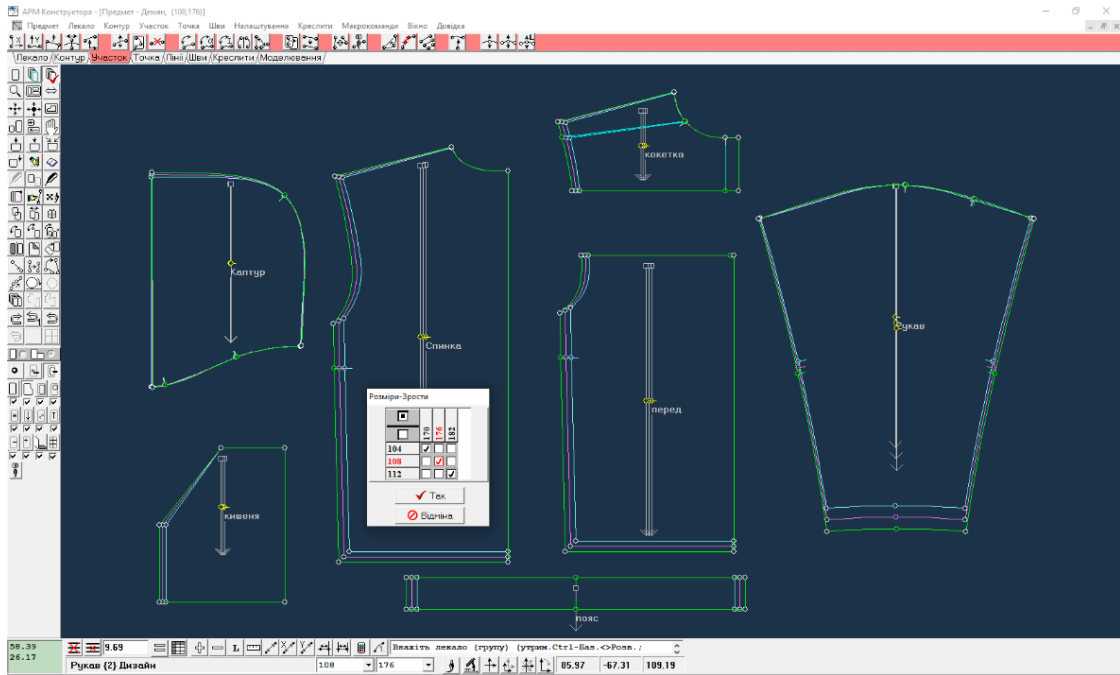 АРМ Конструктора - [Предмет - Демян, (108;176)]
Предмет Лекало Контур Участок Точка Шви Налаштування Креслити Макрокоманди Вікно Довідка
Лекало Контур Участок Точка Лінії Шви Креслити Моделювання
кокетка
Каптур
Рукав
Спинка
перед
Розміри-Зрости
170 176 182
104
108
112
Так
Відміна
кишеня
пояс
58.39
26.17
9.69
Вкажіть лекало (групу) (утрим.Ctrl-Баз.<>Розв.;
Рукав {2} Дизайн
108 176
85.97 -67.31 109.19